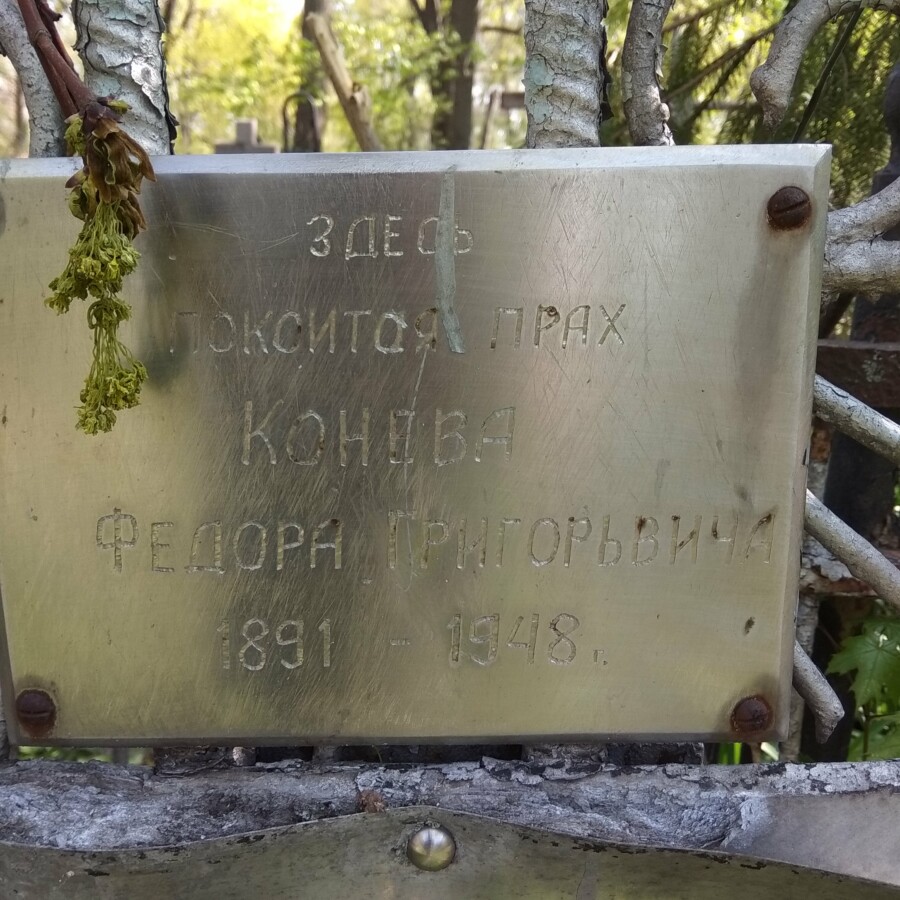 ЗДЕСЬ
ПОКОИТСЯ ПРАХ
КОНЕВА
ФЕДОРА ГРИГОРЬВИЧА
1891 - 1948 г.